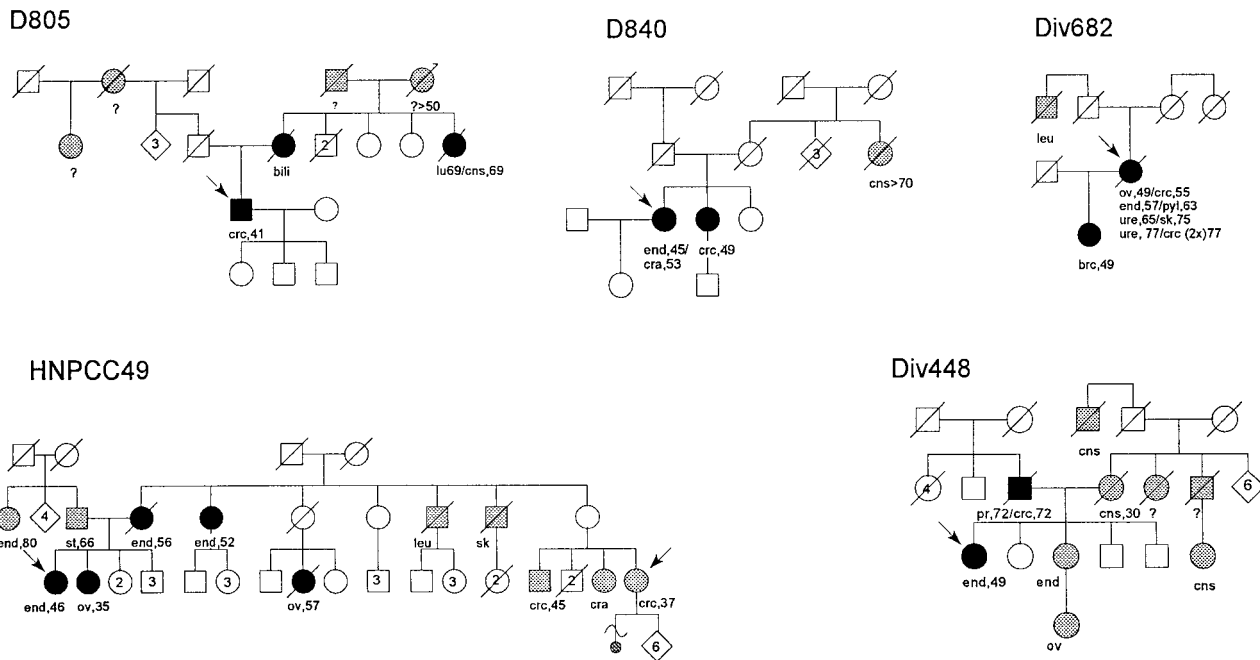 D805
D840
Div682
?
?
?>50
3
2
?
bili
lu69/cns,69
crc,41
3
cns>70
end,45/
cra,53
crc,49
leu
ov,49/crc,55
end,57/pyl,63
ure,65/sk,75
ure, 77/crc (2x)77
brc,49
HNPCC49
Div448
4
end,80
st,66
end,56
end,52
leu
sk
2
3
3
3
3
2
2
end,46
ov,35
ov,57
crc,45
cra
crc,37
6
cns
4
6
pr,72/crc,72
cns,30
?
?
end,49
end
cns
ov